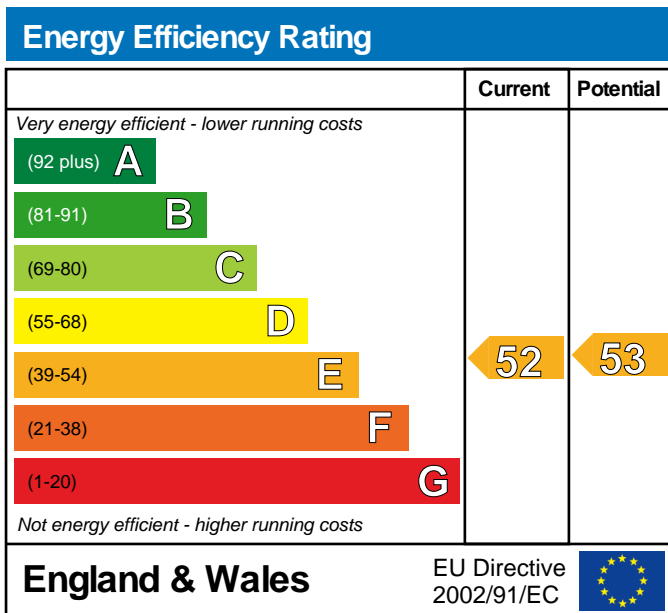 Energy Efficiency Rating
Current Potential
Very energy efficient - lower running costs
(92 plus) A
(81-91) B
(69-80) C
(55-68) D
(39-54) E
52 53
(21-38) F
(1-20) G
Not energy efficient - higher running costs
England & Wales
EU Directive
2002/91/EC